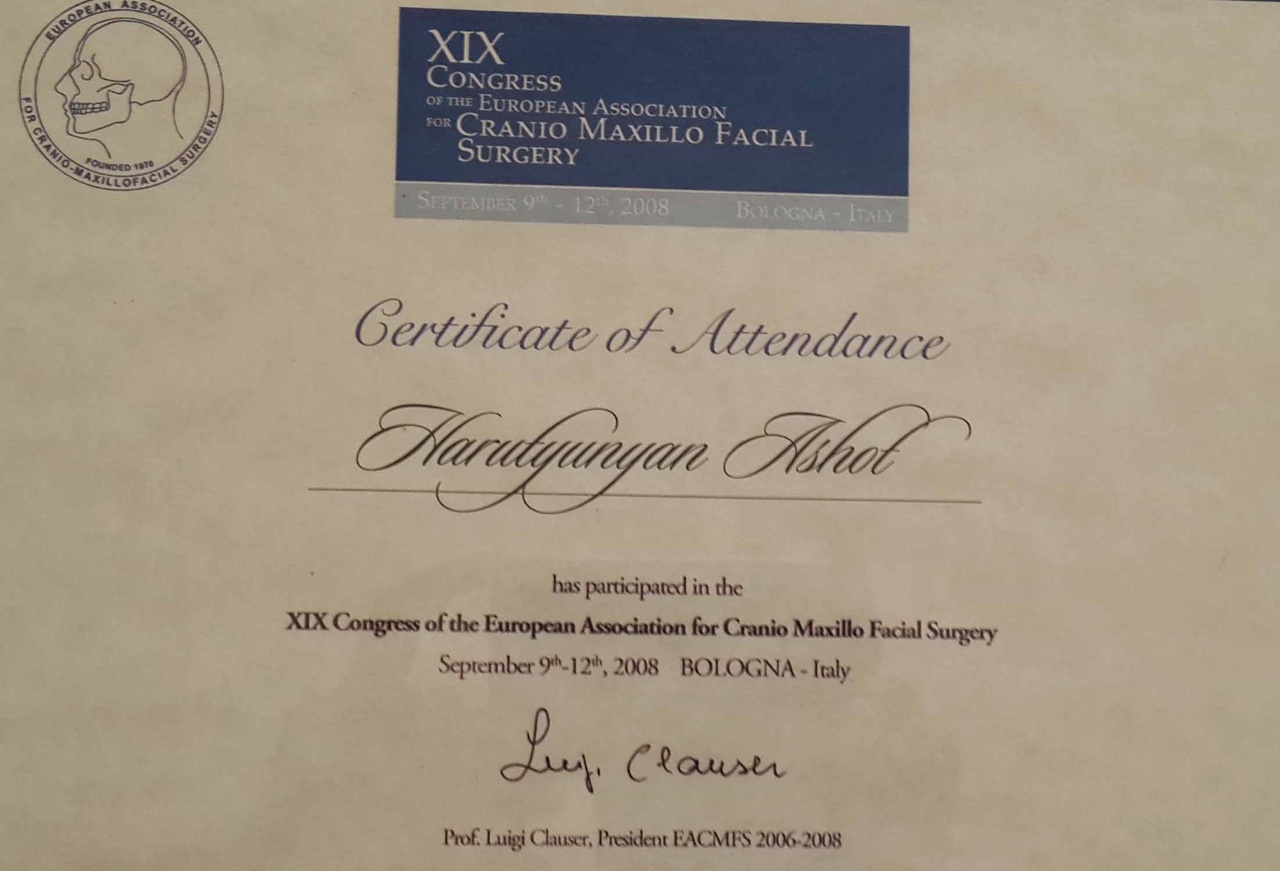 EUROPEAN ASSOCIATION
FOR CRANIO-MAXILLOFACIAL SURGERY
FOUNDED 1970
XIX
CONGRESS
OF THE EUROPEAN ASSOCIATION
FOR CRANIO MAXILLO FACIAL
SURGERY
SEPTEMBER 9th - 12th, 2008 BOLOGNA - ITALY
Certificate of Attendance
Harutyunyan Ashot
has participated in the
XIX Congress of the European Association for Cranio Maxillo Facial Surgery
September 9th-12th, 2008 BOLOGNA - Italy
Luigi Clauser
Prof. Luigi Clauser, President EACMFS 2006-2008